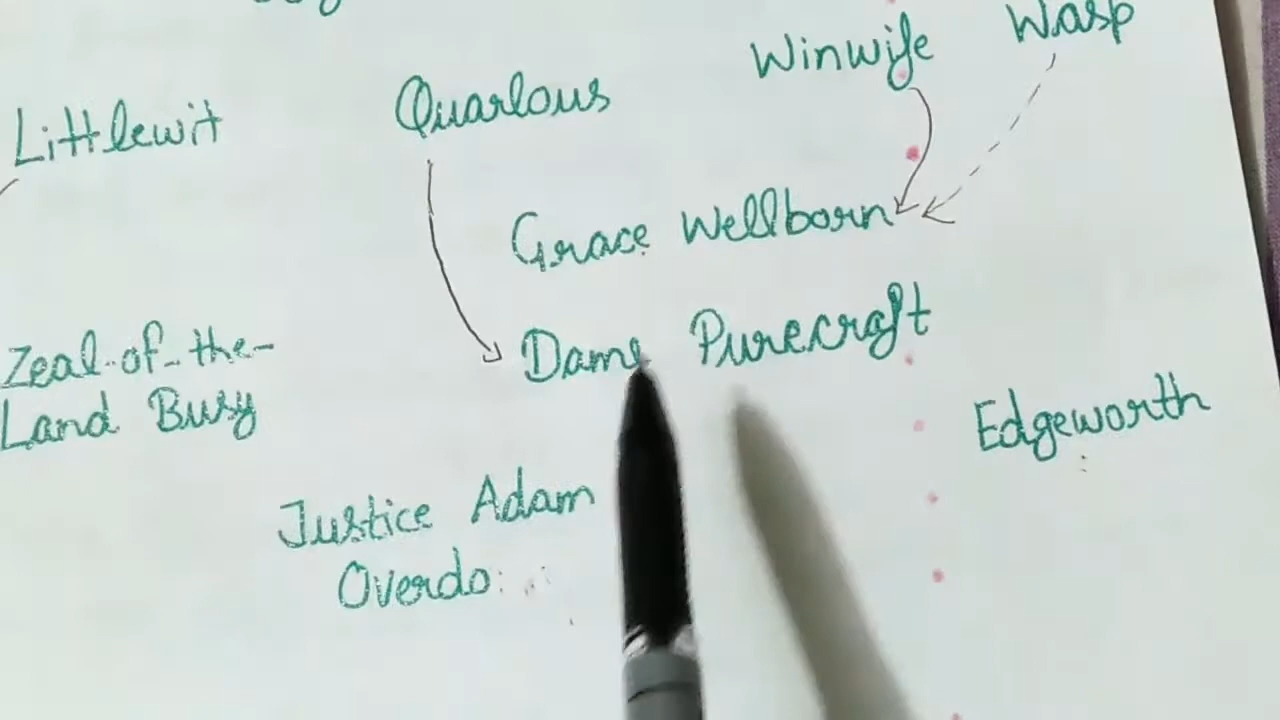 Winwife Wasp
Littlewit Quarlous
Grace Wellborn
Dame Purecraft
Zeal-of-the-
Land Busy
Edgeworth
Justice Adam
Overdo